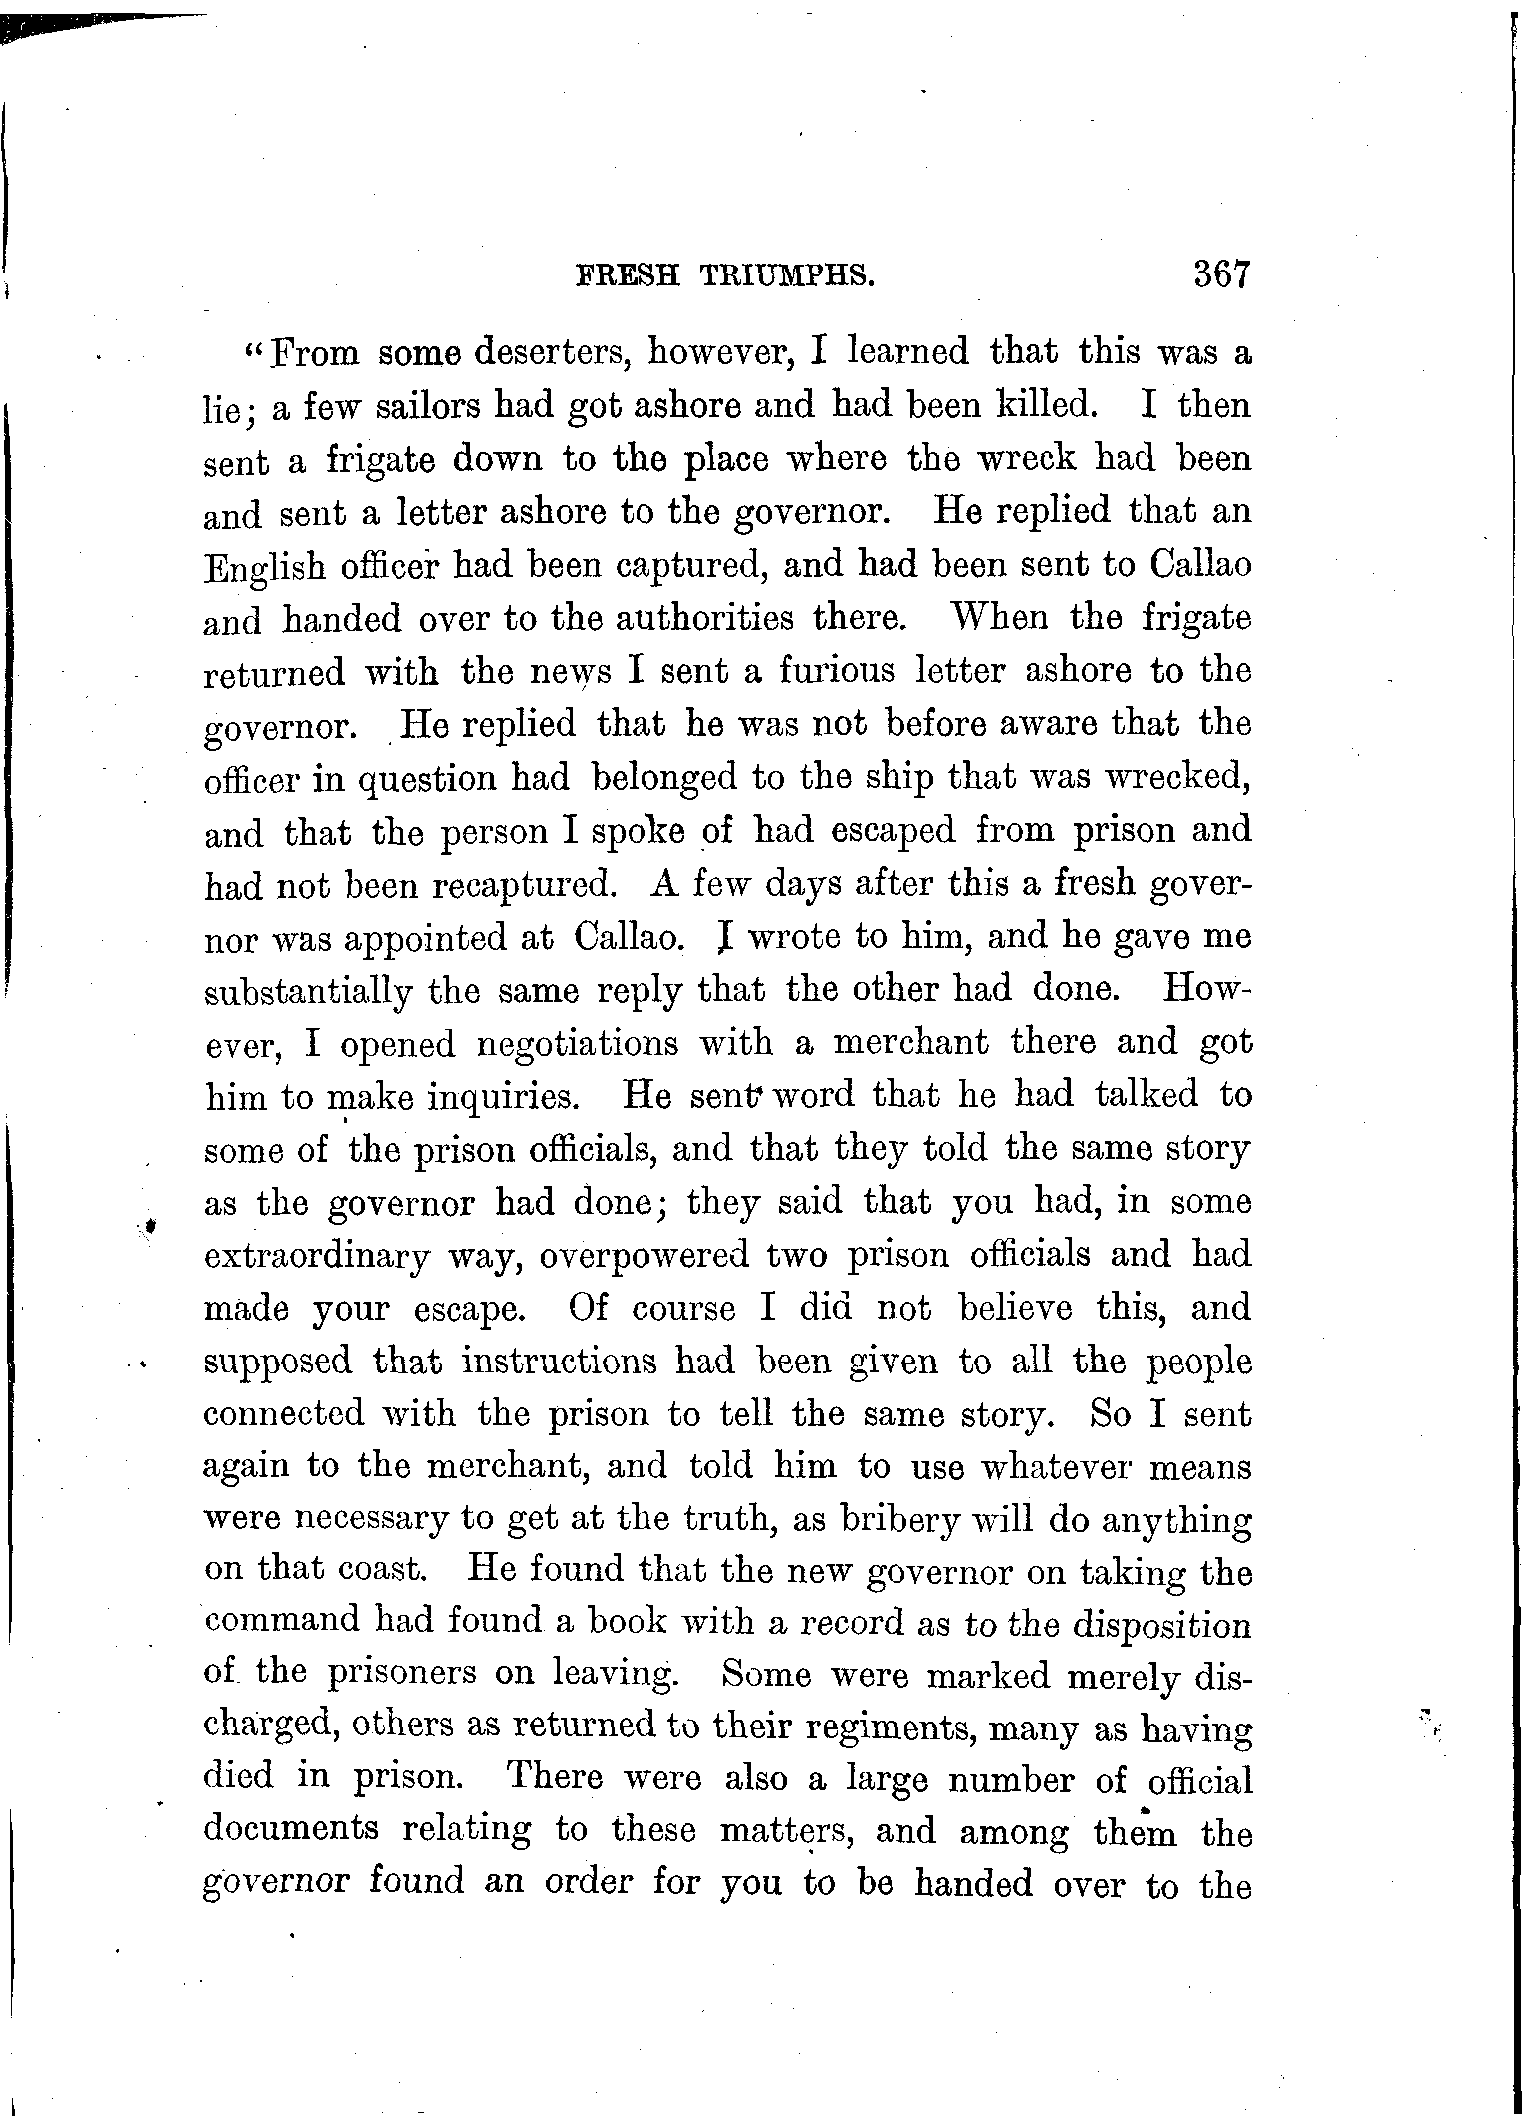 FRESH TRIUMPHS. 367
“From some deserters, however, I learned that this was a
lie; a few sailors had got ashore and had been killed. I then
sent a frigate down to the place where the wreck had been
and sent a letter ashore to the governor. He replied that an
English officer had been captured, and had been sent to Callao
and handed over to the authorities there. When the frigate
returned with the news I sent a furious letter ashore to the
governor. He replied that he was not before aware that the
officer in question had belonged to the ship that was wrecked,
and that the person I spoke of had escaped from prison and
had not been recaptured. A few days after this a fresh gover-
nor was appointed at Callao. I wrote to him, and he gave me
substantially the same reply that the other had done. How-
ever, I opened negotiations with a merchant there and got
him to make inquiries. He sent word that he had talked to
some of the prison officials, and that they told the same story
as the governor had done; they said that you had, in some
extraordinary way, overpowered two prison officials and had
made your escape. Of course I did not believe this, and
supposed that instructions had been given to all the people
connected with the prison to tell the same story. So I sent
again to the merchant, and told him to use whatever means
were necessary to get at the truth, as bribery will do anything
on that coast. He found that the new governor on taking the
command had found a book with a record as to the disposition
of the prisoners on leaving. Some were marked merely dis-
charged, others as returned to their regiments, many as having
died in prison. There were also a large number of official
documents relating to these matters, and among them the
governor found an order for you to be handed over to the